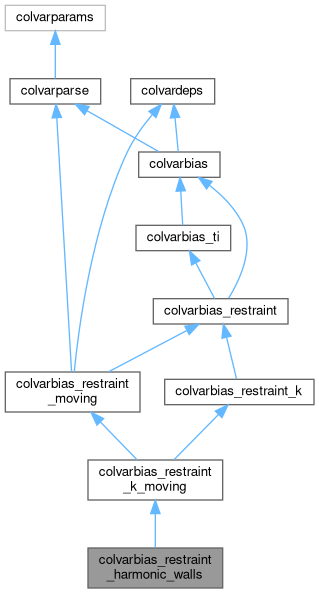 colvarparams
colvarparse
colvardeps
colvarbias
colvarbias_ti
colvarbias_restraint
colvarbias_restraint
_moving
colvarbias_restraint_k
colvarbias_restraint
_k_moving
colvarbias_restraint
_harmonic_walls